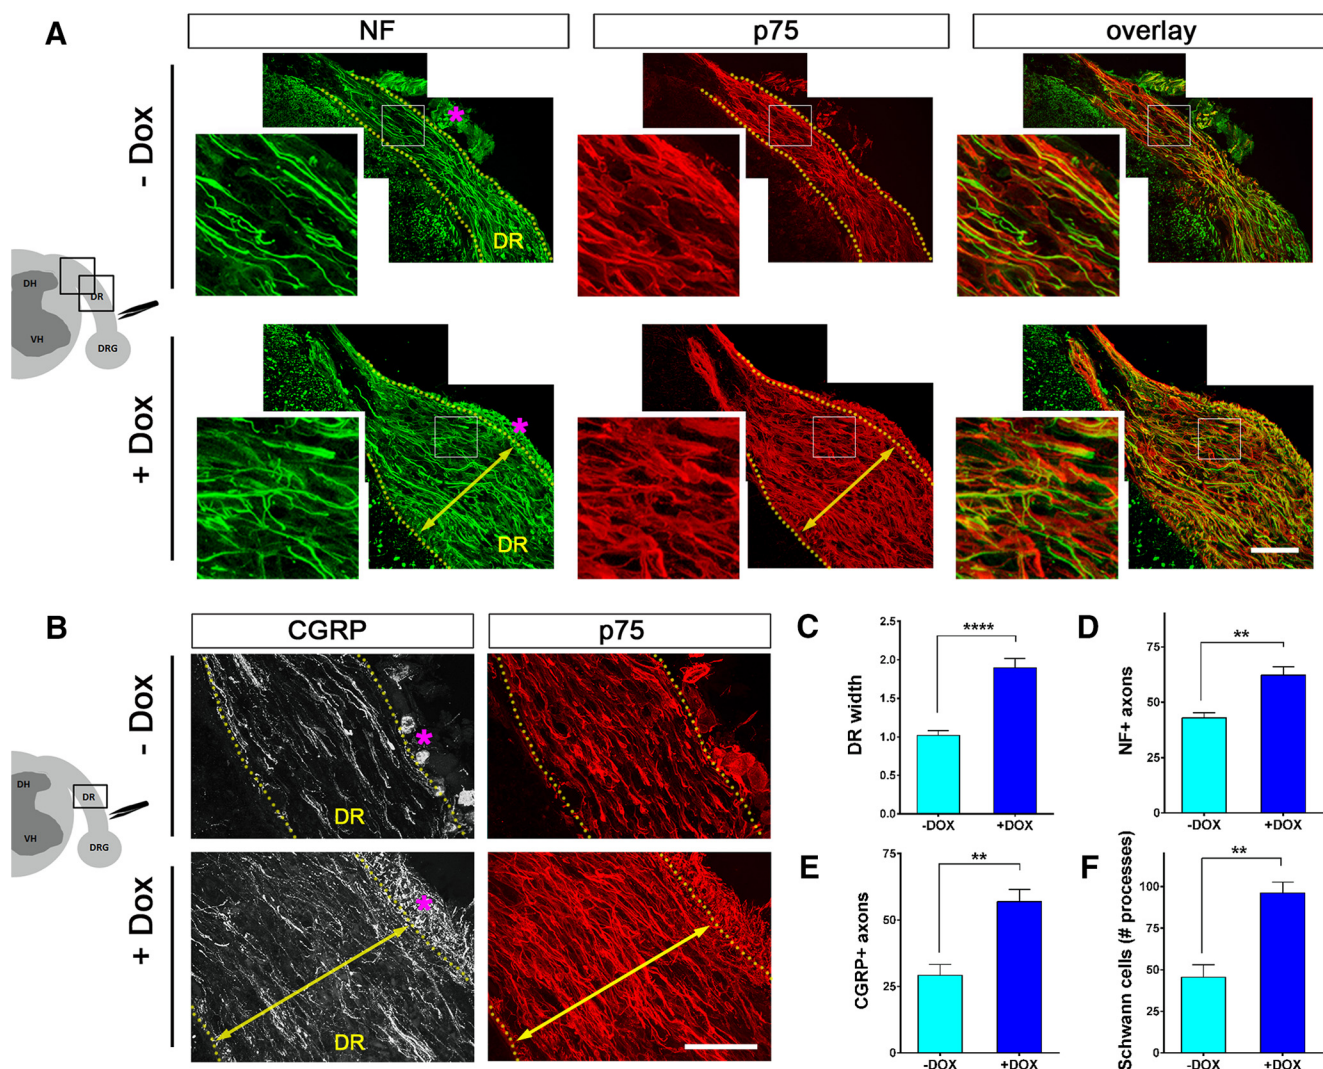 A
NF
p75
overlay
- Dox
*
DR
DH
DR
VH
DRG
+ Dox
*
DR
B
CGRP
p75
- Dox
*
DR
DH
DR
VH
DRG
+ Dox
*
DR
C
2.5
2.0
1.5
1.0
0.5
0.0
DR width
****
-DOX
+DOX
D
75
50
25
0
NF+ axons
**
-DOX
+DOX
E
75
50
25
0
CGRP+ axons
**
-DOX
+DOX
F
100
50
0
Schwann cells (# processes)
**
-DOX
+DOX